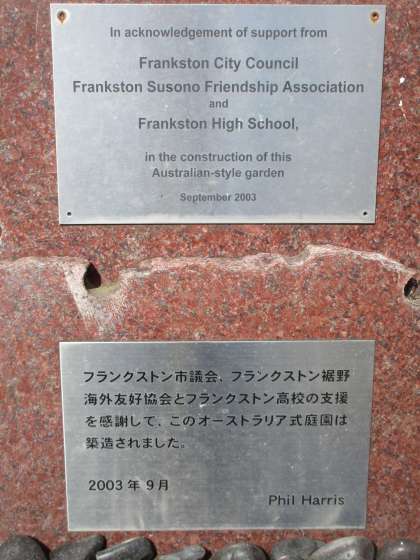 In acknowledgement of support from
Frankston City Council
Frankston Susono Friendship Association
and
Frankston High School,
in the construction of this
Australian-style garden
September 2003
フランクストン市議会、フランクストン裾野
海外友好協会とフランクストン高校の支援
を感謝して、このオーストラリア式庭園は
築造されました。
2003 年 9 月
Phil Harris